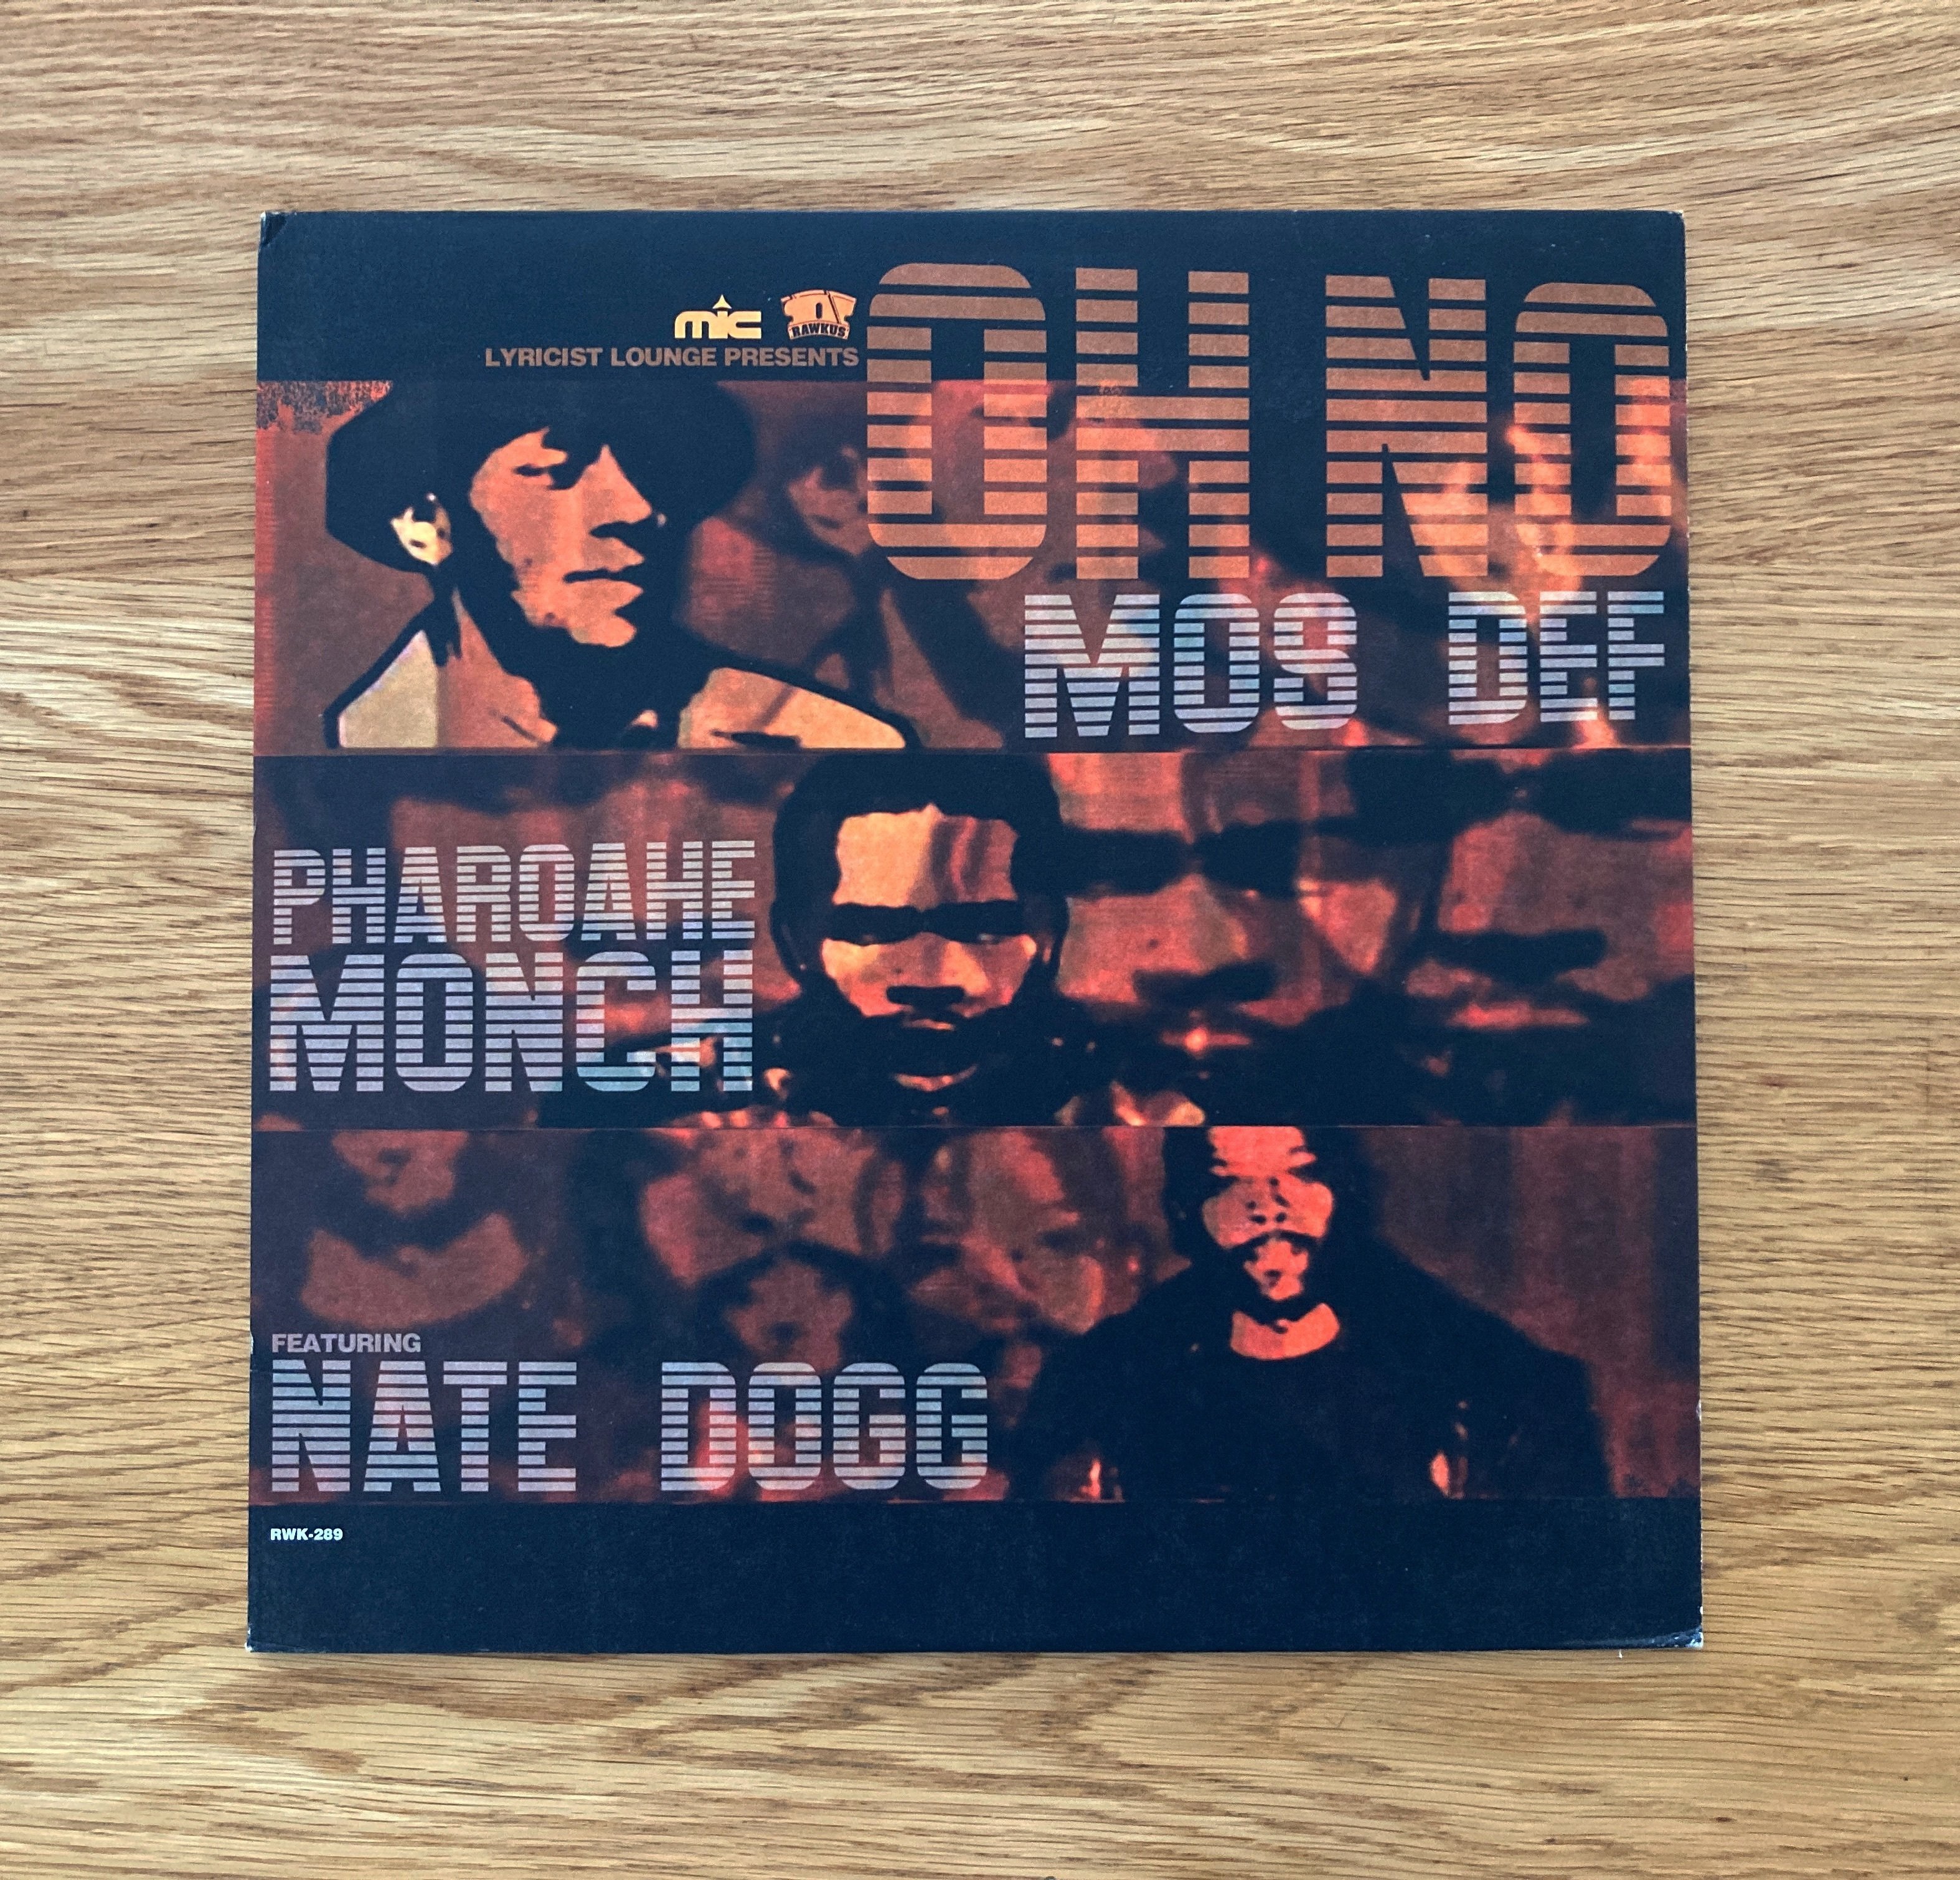 mic RAWKUS
LYRICIST LOUNGE PRESENTS
OH NO
MOS DEF
PHAROAHE
MONCH
FEATURING
NATE DOGG
RWK-289